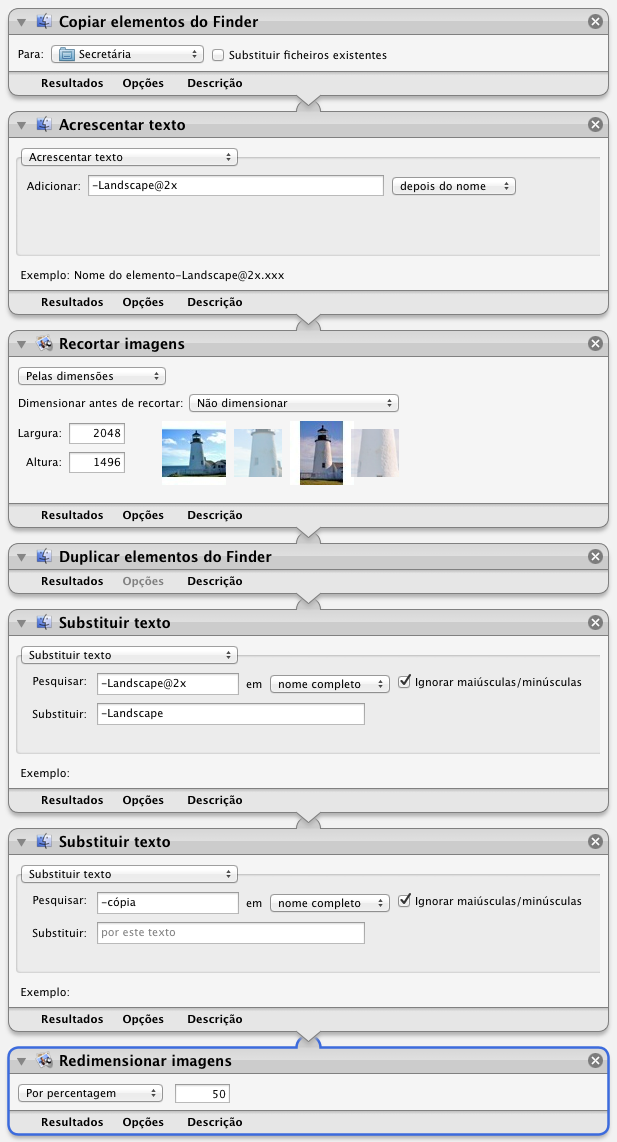 Copiar elementos do Finder
Para: Secretária Substituir ficheiros existentes
Resultados Opções Descrição
Acrescentar texto
Acrescentar texto
Adicionar: -Landscape@2x depois do nome
Exemplo: Nome do elemento-Landscape@2x.xxx
Resultados Opções Descrição
Recortar imagens
Pelas dimensões
Dimensionar antes de recortar: Não dimensionar
Largura: 2048
Altura: 1496
Resultados Opções Descrição
Duplicar elementos do Finder
Resultados Opções Descrição
Substituir texto
Substituir texto
Pesquisar: -Landscape@2x em nome completo Ignorar maiúsculas/minúsculas
Substituir: -Landscape
Exemplo:
Resultados Opções Descrição
Substituir texto
Substituir texto
Pesquisar: -cópia em nome completo Ignorar maiúsculas/minúsculas
Substituir: por este texto
Exemplo:
Resultados Opções Descrição
Redimensionar imagens
Por percentagem 50
Resultados Opções Descrição